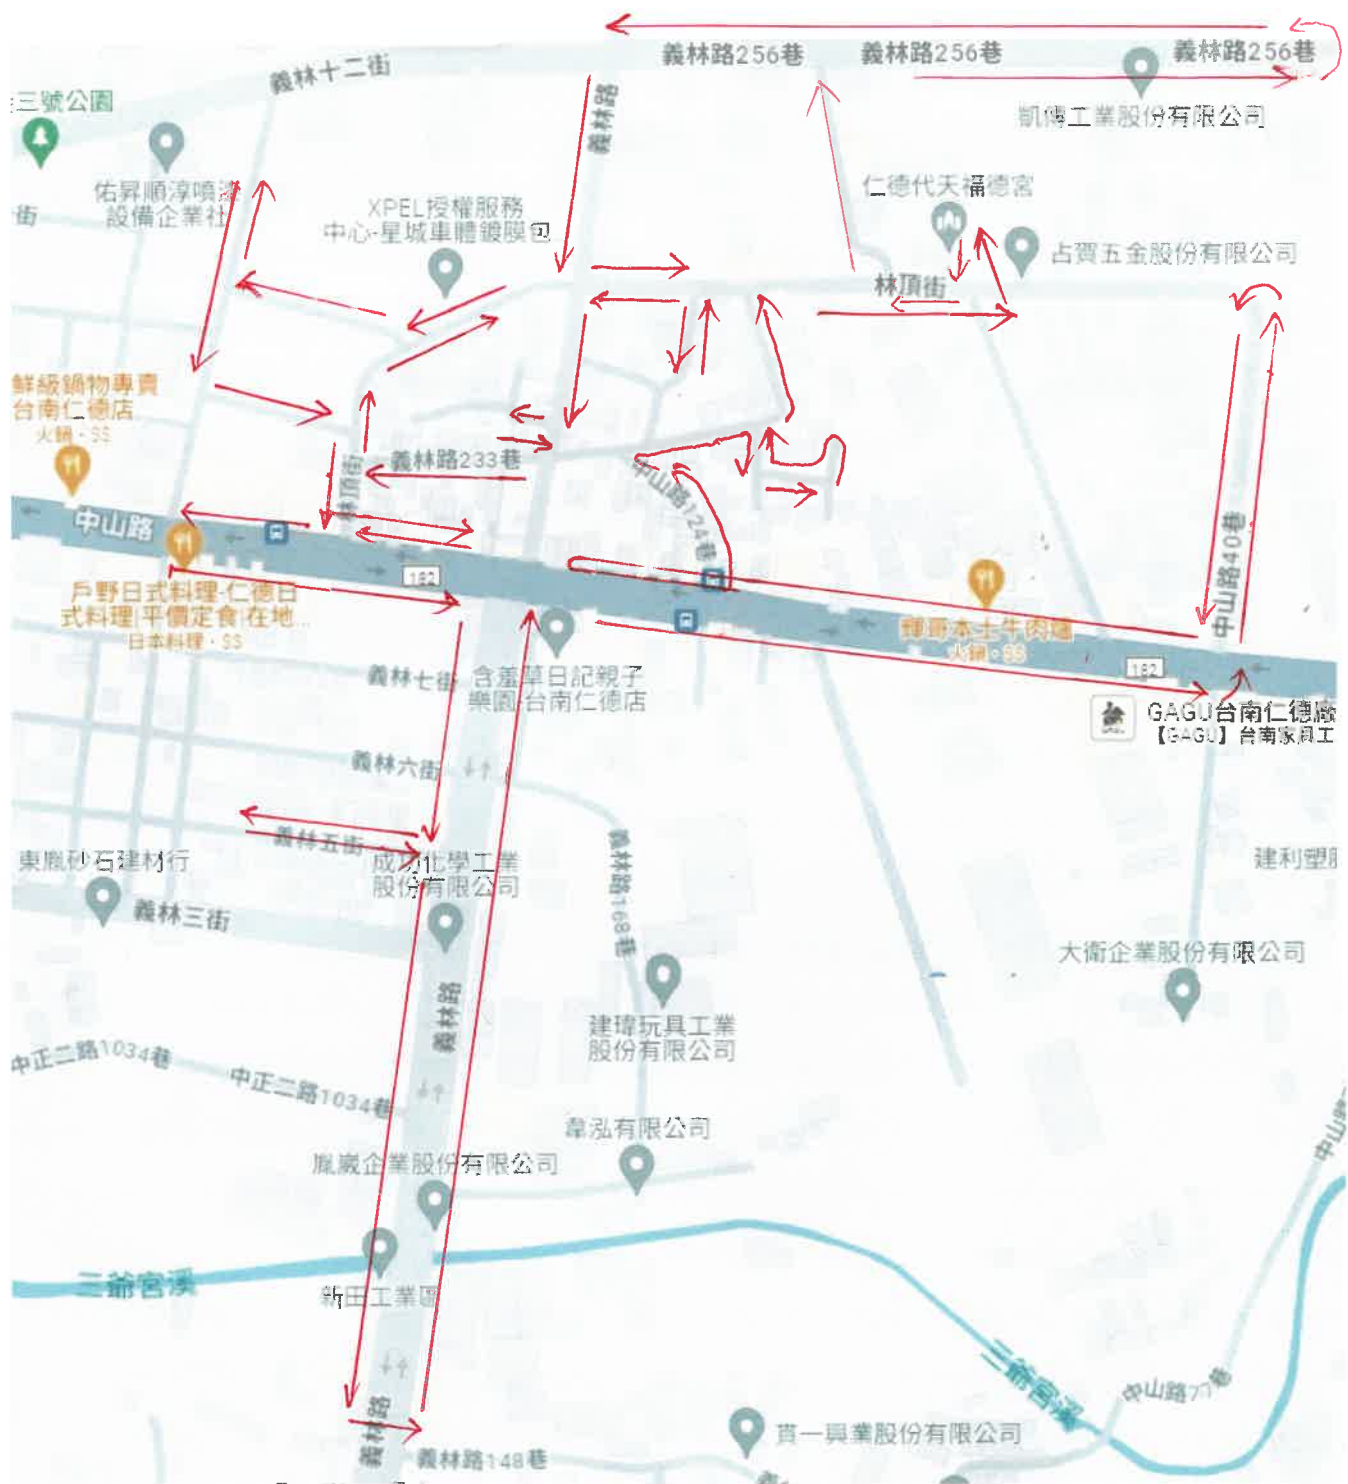 義林路256巷
義林路256巷
義林路256巷
義林十二街
三號公園
義林路
凱傳工業股份有限公司
佑昇順淳噴漆
設備企業社
街
XPEL授權服務
中心-星城車體鍍膜包
仁德代天福德宮
占賀五金股份有限公司
林頂街
鮮級鍋物專賣
台南仁德店
火鍋·$$
義林路233巷
林頂街
中山路124巷
中山路
182
中山路40巷
戶野日式料理-仁德日
式料理|平價定食|在地...
日本料理·$$
輝哥本土牛肉爐
火鍋·$$
182
義林七街
含羞草日記親子
樂園-台南仁德店
GAGU台南仁德廠
【GAGU】台南家具工
義林六街
義林五街
義林路168巷
東胤砂石建材行
成功化學工業
股份有限公司
建利塑膠
義林三街
大衛企業股份有限公司
義林路
建瑋玩具工業
股份有限公司
中正二路1034巷
中正二路1034巷
韋泓有限公司
中山路
胤崴企業股份有限公司
三爺宮溪
新田工業區
三爺宮溪
中山路77巷
義林路
貫一興業股份有限公司
義林路148巷